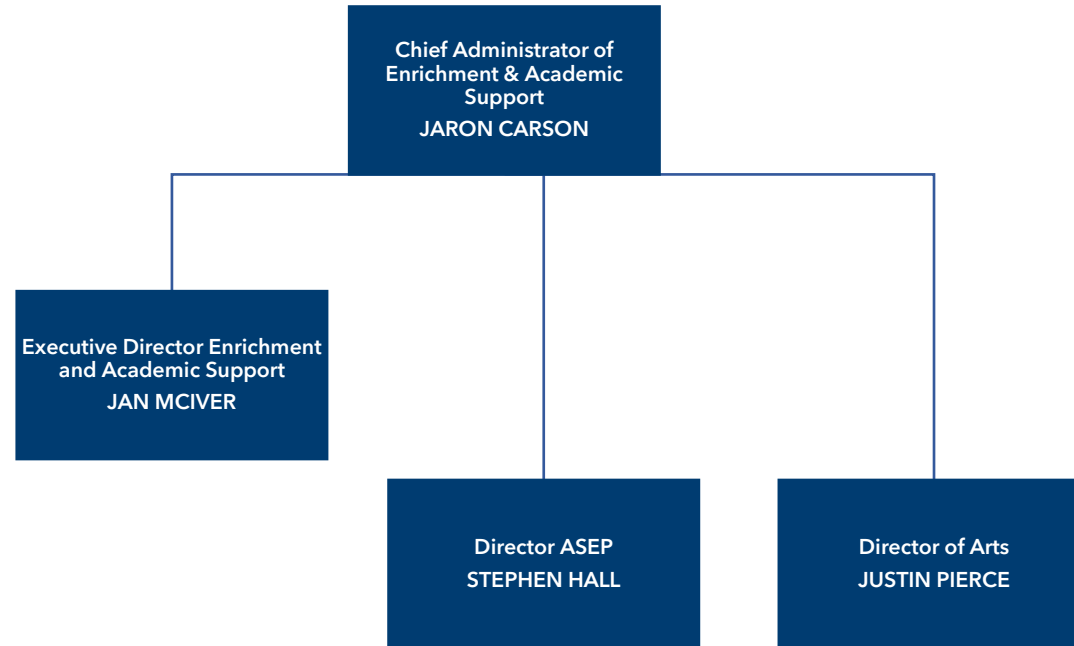 Chief Administrator of
Enrichment & Academic
Support
JARON CARSON
Executive Director Enrichment
and Academic Support
JAN MCIVER
Director ASEP
STEPHEN HALL
Director of Arts
JUSTIN PIERCE